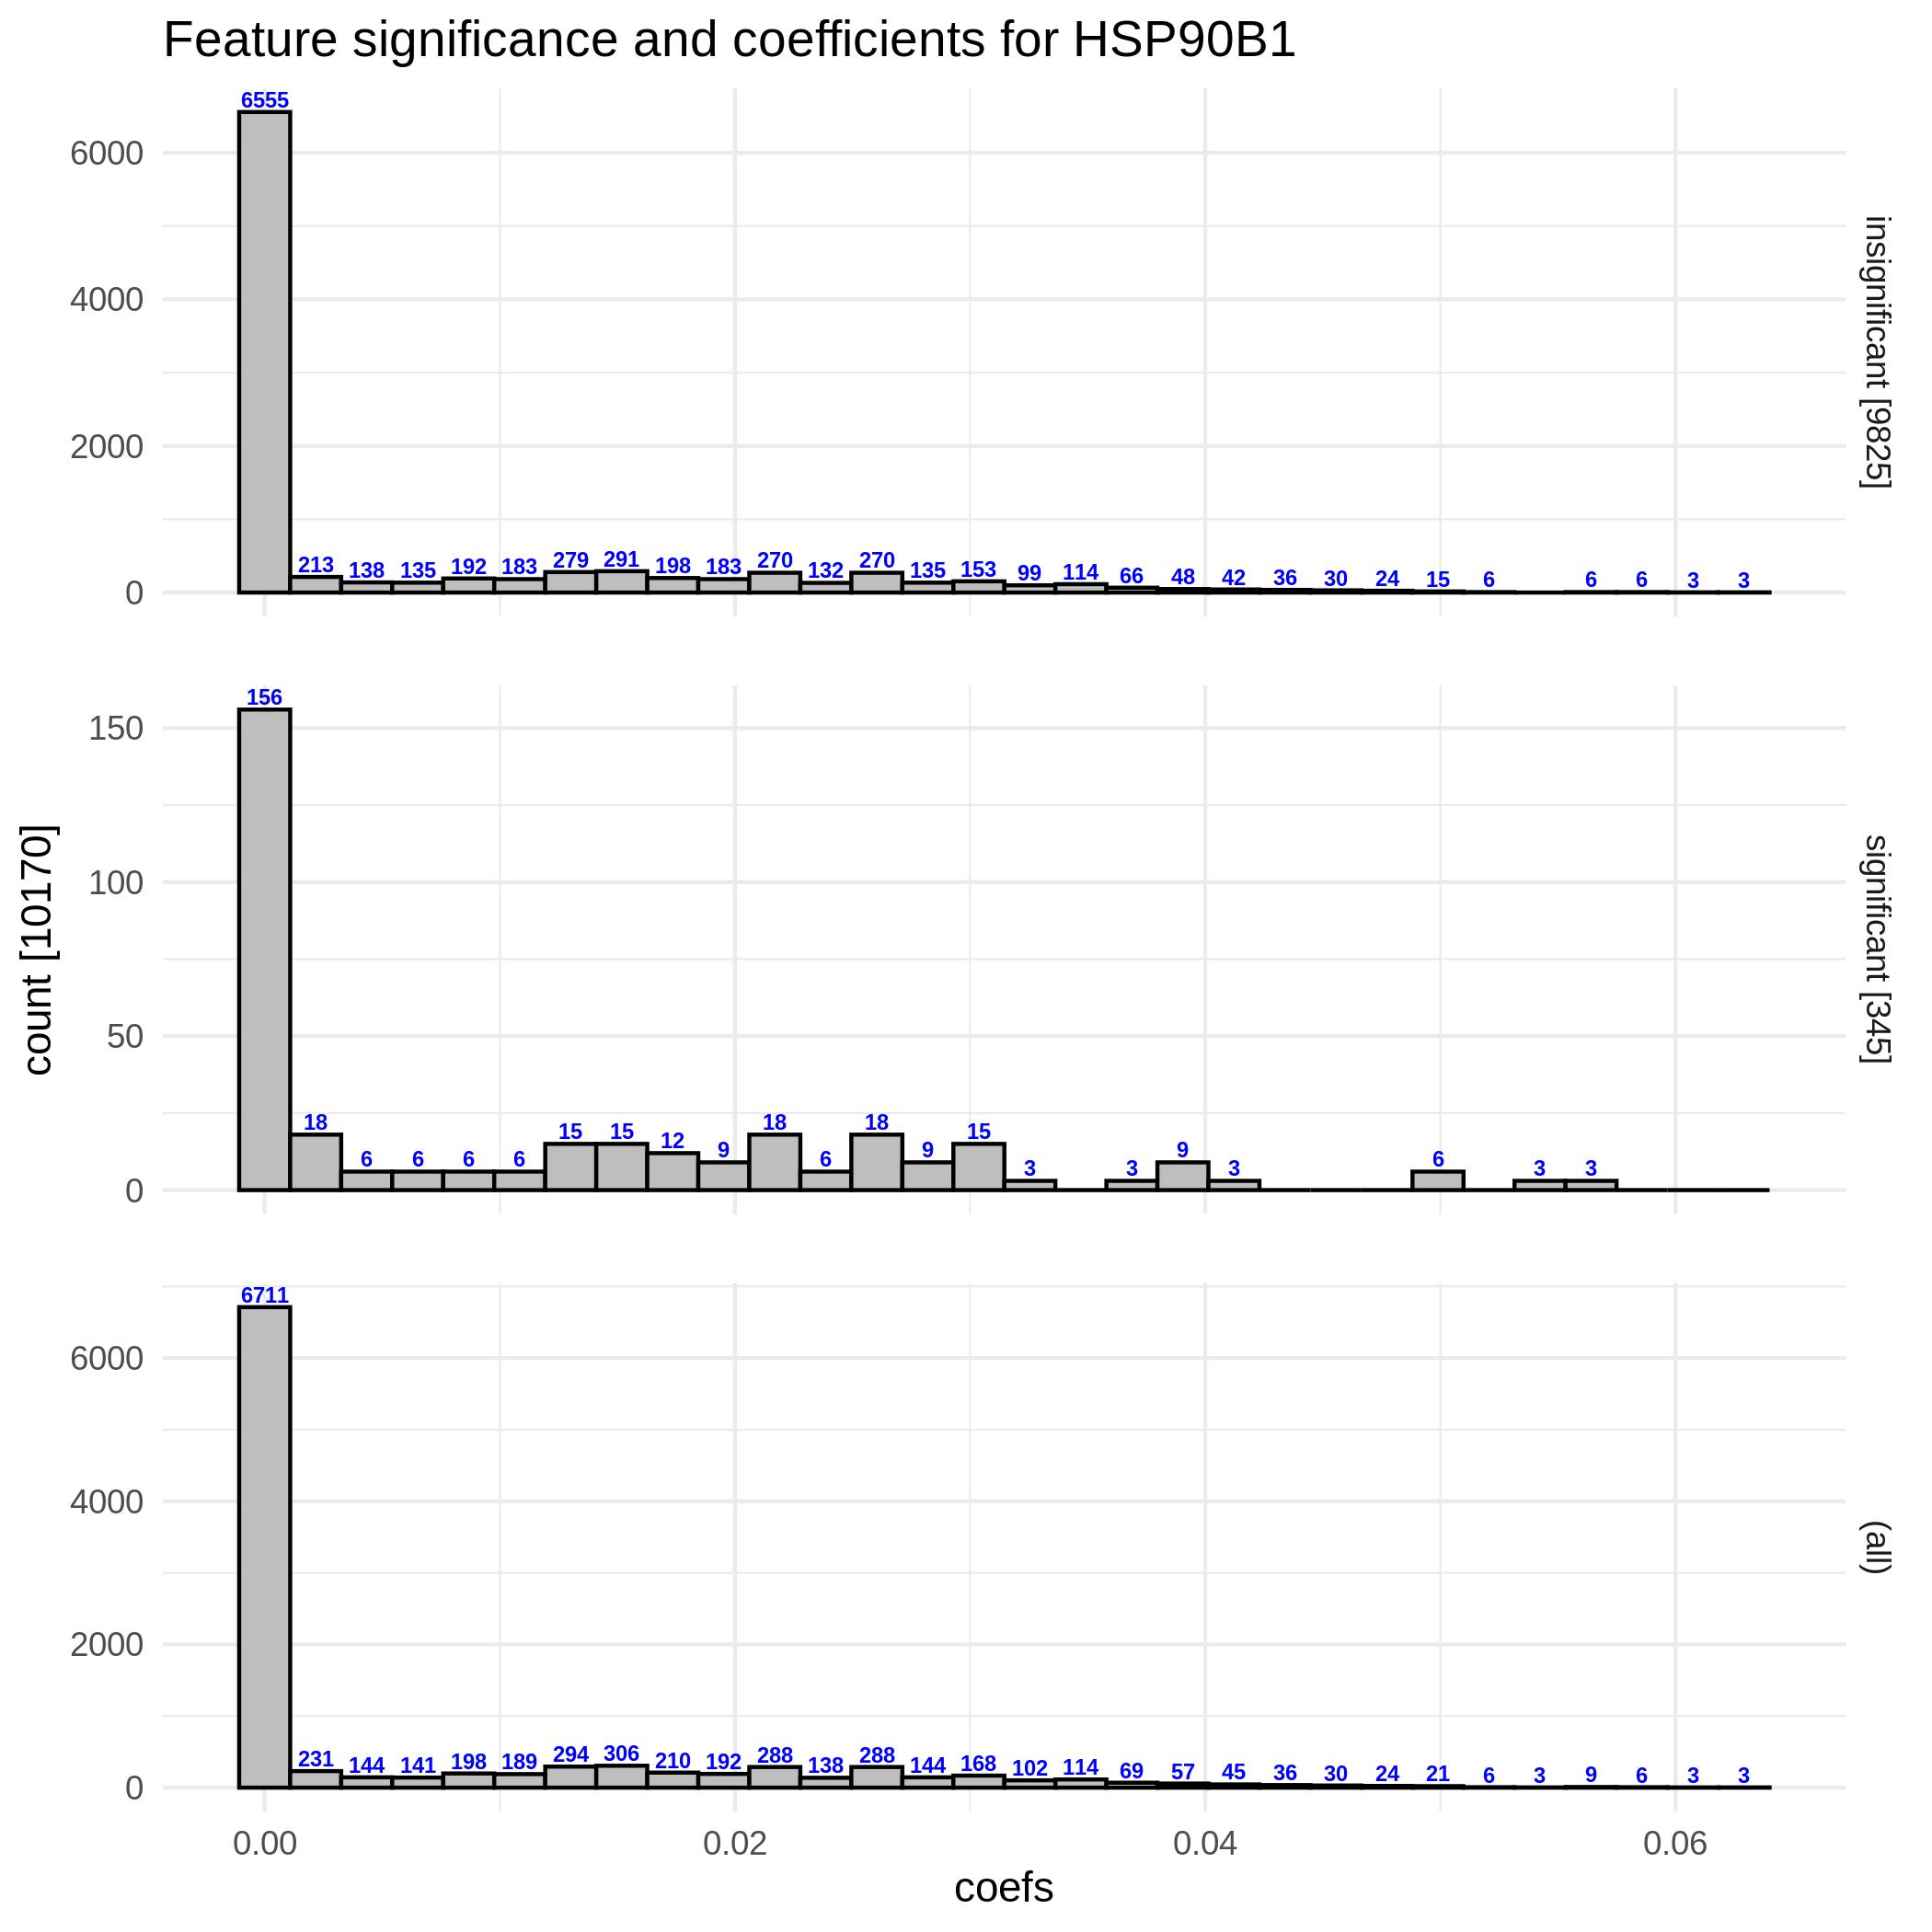 Feature significance and coefficients for HSP90B1
count [10170]
6000
4000
2000
0
6555
213 138 135 192 183 279 291 198 183 270 132 270 135 153 99 114 66 48 42 36 30 24 15 6 6 6 3 3
insignificant [9825]
150
100
50
0
156
18 6 6 6 6 15 15 12 9 18 6 18 9 15 3 3 9 3 6 3 3
significant [345]
6000
4000
2000
0
6711
231 144 141 198 189 294 306 210 192 288 138 288 144 168 102 114 69 57 45 36 30 24 21 6 3 9 6 3 3
(all)
0.00 0.02 0.04 0.06
coefs